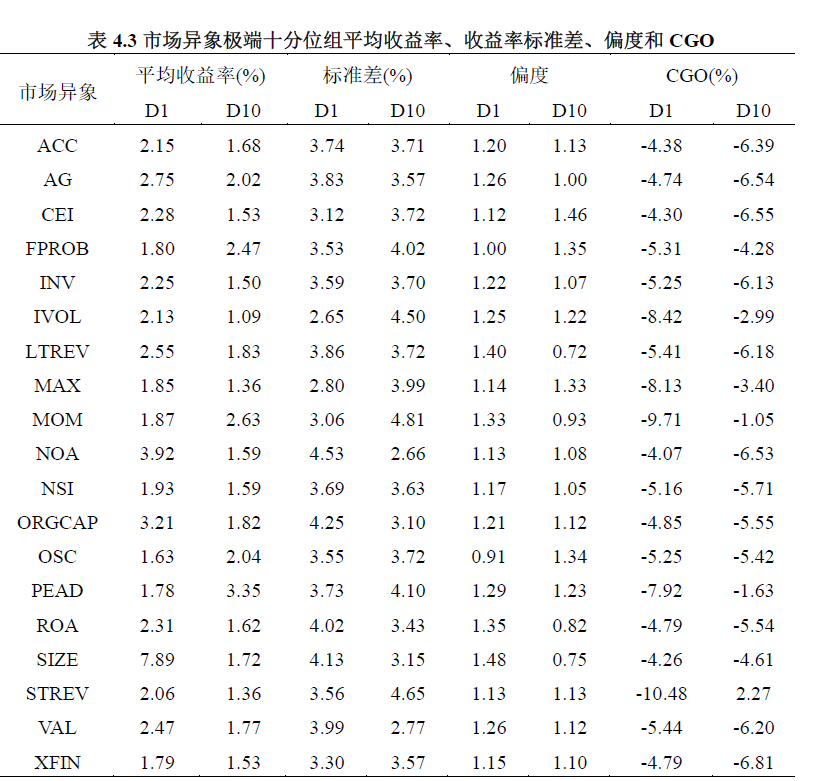 表 4.3 市场异象极端十分位组平均收益率、收益率标准差、偏度和 CGO
市场异象 平均收益率(%) 标准差(%) 偏度 CGO(%)
D1 D10 D1 D10 D1 D10 D1 D10
ACC 2.15 1.68 3.74 3.71 1.20 1.13 -4.38 -6.39
AG 2.75 2.02 3.83 3.57 1.26 1.00 -4.74 -6.54
CEI 2.28 1.53 3.12 3.72 1.12 1.46 -4.30 -6.55
FPROB 1.80 2.47 3.53 4.02 1.00 1.35 -5.31 -4.28
INV 2.25 1.50 3.59 3.70 1.22 1.07 -5.25 -6.13
IVOL 2.13 1.09 2.65 4.50 1.25 1.22 -8.42 -2.99
LTREV 2.55 1.83 3.86 3.72 1.40 0.72 -5.41 -6.18
MAX 1.85 1.36 2.80 3.99 1.14 1.33 -8.13 -3.40
MOM 1.87 2.63 3.06 4.81 1.33 0.93 -9.71 -1.05
NOA 3.92 1.59 4.53 2.66 1.13 1.08 -4.07 -6.53
NSI 1.93 1.59 3.69 3.63 1.17 1.05 -5.16 -5.71
ORGCAP 3.21 1.82 4.25 3.10 1.21 1.12 -4.85 -5.55
OSC 1.63 2.04 3.55 3.72 0.91 1.34 -5.25 -5.42
PEAD 1.78 3.35 3.73 4.10 1.29 1.23 -7.92 -1.63
ROA 2.31 1.62 4.02 3.43 1.35 0.82 -4.79 -5.54
SIZE 7.89 1.72 4.13 3.15 1.48 0.75 -4.26 -4.61
STREV 2.06 1.36 3.56 4.65 1.13 1.13 -10.48 2.27
VAL 2.47 1.77 3.99 2.77 1.26 1.12 -5.44 -6.20
XFIN 1.79 1.53 3.30 3.57 1.15 1.10 -4.79 -6.81